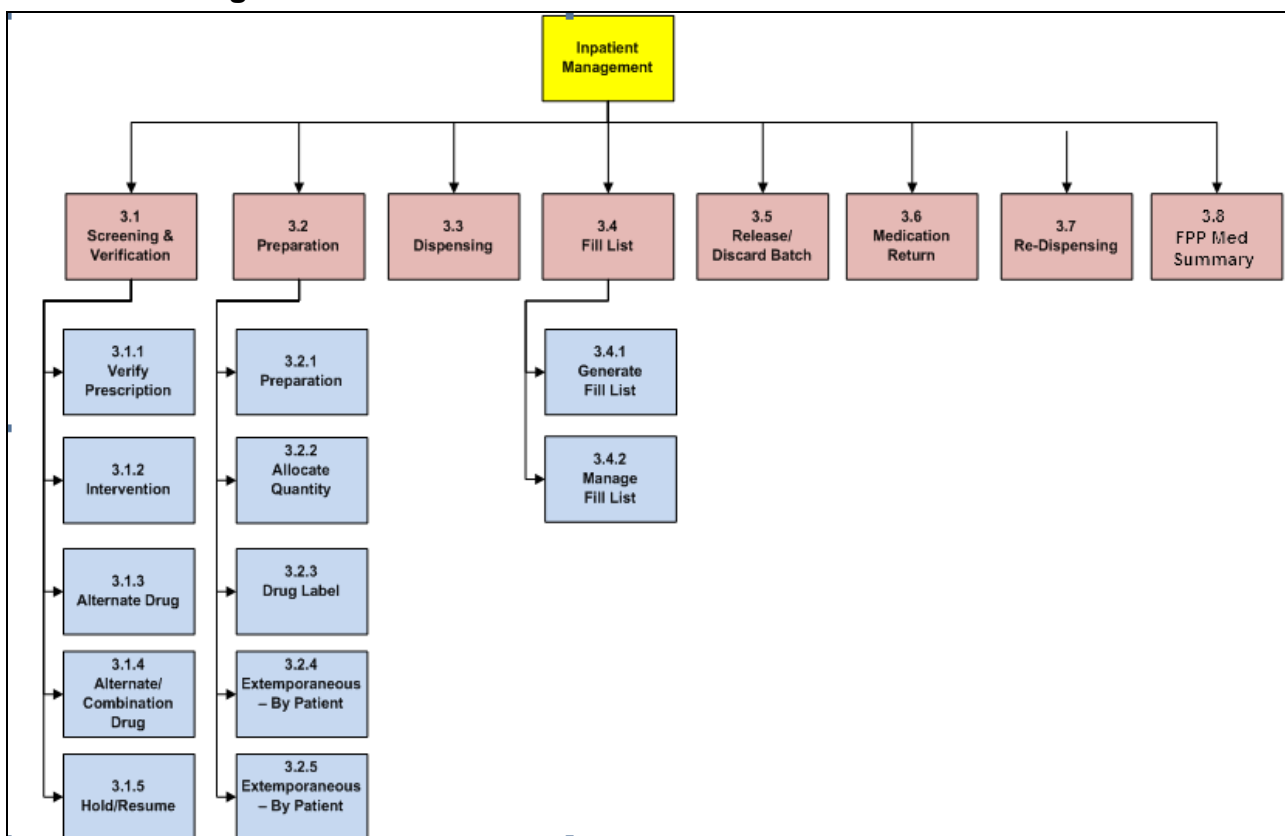 Inpatient
Management
3.1
Screening &
Verification
3.2
Preparation
3.3
Dispensing
3.4
Fill List
3.5
Release/
Discard Batch
3.6
Medication
Return
3.7
Re-Dispensing
3.8
FPP Med
Summary
3.1.1
Verify
Prescription
3.1.2
Intervention
3.1.3
Alternate Drug
3.1.4
Alternate/
Combination
Drug
3.1.5
Hold/Resume
3.2.1
Preparation
3.2.2
Allocate
Quantity
3.2.3
Drug Label
3.2.4
Extemporaneous
– By Patient
3.2.5
Extemporaneous
– By Patient
3.4.1
Generate
Fill List
3.4.2
Manage
Fill List